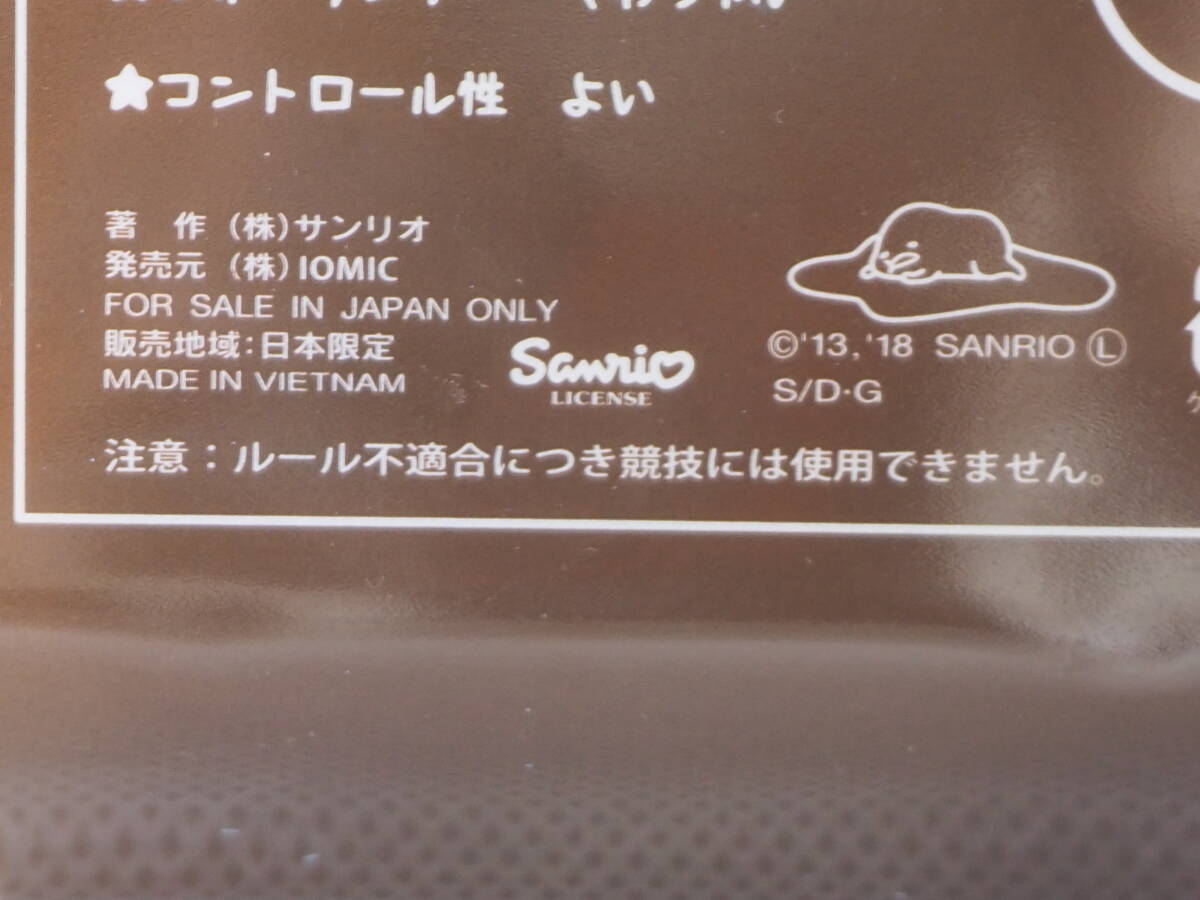 ★コントロール性　よい
著　作（株）サンリオ
発売元（株）IOMIC
FOR SALE IN JAPAN ONLY
販売地域：日本限定
MADE IN VIETNAM
Sanrio
LICENSE
©'13,'18 SANRIO Ⓛ
S/D・G
注意：ルール不適合につき競技には使用できません。